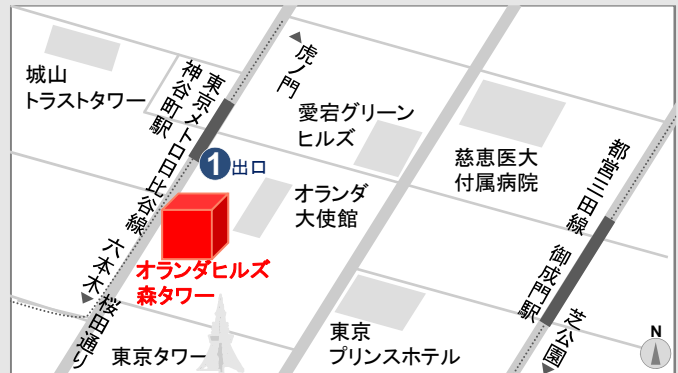 城山
トラストタワー
東京メトロ日比谷線
神谷町駅
虎ノ門
愛宕グリーン
ヒルズ
1出口
慈恵医大
付属病院
都営三田線
御成門駅
オランダ
大使館
オランダヒルズ
森タワー
六本木
桜田通り
東京タワー
東京
プリンスホテル
芝公園
N